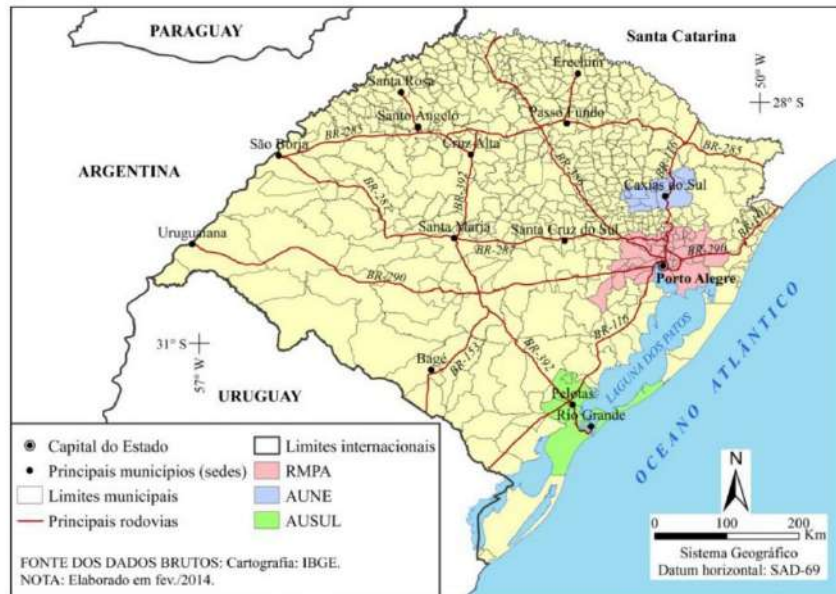 PARAGUAY
Santa Catarina
50° W
28° S
Erechim
Santa Rosa
Santo Ângelo
Passo Fundo
BR-285
BR-116
BR-285
São Borja
Cruz Alta
ARGENTINA
BR-392
BR-386
Caxias do Sul
BR-287
BR-101
Uruguaiana
Santa Maria
Santa Cruz do Sul
BR-287
BR-290
BR-290
Porto Alegre
31° S
57° W
BR-116
LAGUNA DOS PATOS
OCEANO ATLÂNTICO
Bagé
BR-153
BR-392
URUGUAY
Pelotas
Rio Grande
Capital do Estado
Principais municípios (sedes)
Limites municipais
Principais rodovias
Limites internacionais
RMPA
AUNE
AUSUL
FONTE DOS DADOS BRUTOS: Cartografia: IBGE.
NOTA: Elaborado em fev./2014.
N
0 100 200
Km
Sistema Geográfico
Datum horizontal: SAD-69